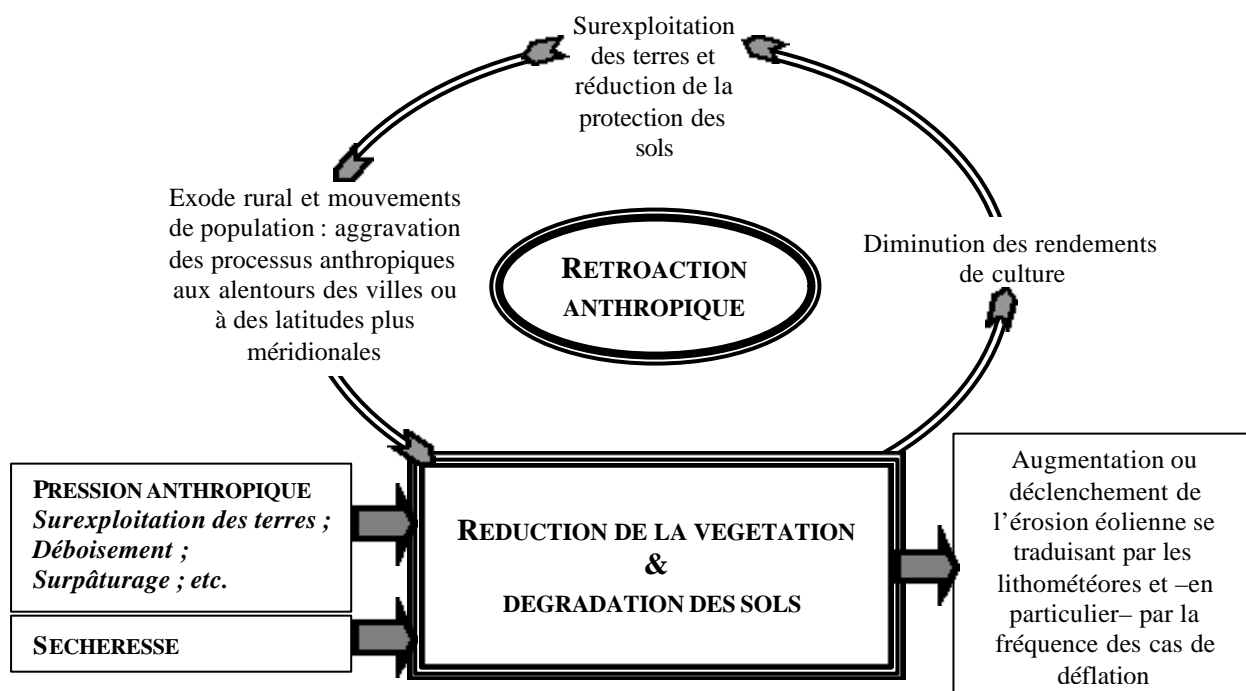 Surexploitation
des terres et
réduction de la
protection des
sols
Exode rural et mouvements
de population : aggravation
des processus anthropiques
aux alentours des villes ou
à des latitudes plus
méridionales
RETROACTION
ANTHROPIQUE
Diminution des rendements
de culture
PRESSION ANTHROPIQUE
Surexploitation des terres ;
Déboisement ;
Surpâturage ; etc.
SECHERESSE
REDUCTION DE LA VEGETATION
&
DEGRADATION DES SOLS
Augmentation ou
déclenchement de
l’érosion éolienne se
traduisant par les
lithométéores et –en
particulier– par la
fréquence des cas de
déflation